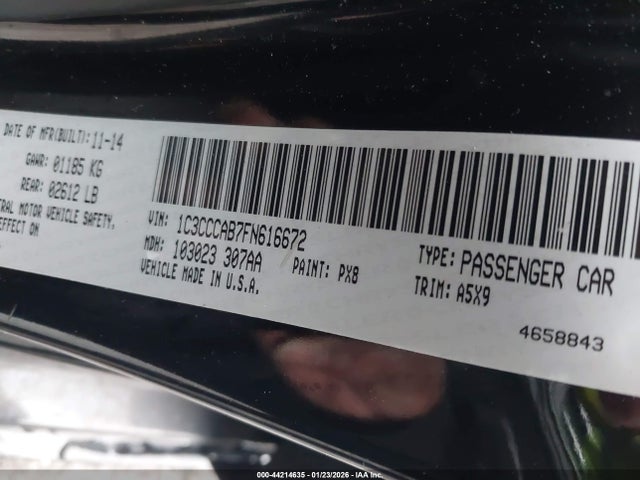 DATE OF MFR(BUILT): 11-14
GAWR: 01185 KG
REAR: 02612 LB
MOTOR VEHICLE SAFETY,
EFFECT ON
VIN: 1C3CCCAB7FN616672
MDH: 103023 307AA
PAINT: PX8
VEHICLE MADE IN U.S.A.
TYPE: PASSENGER CAR
TRIM: A5X9
4658843
000-44214635 - 01/23/2026 - IAA Holdings, LLC